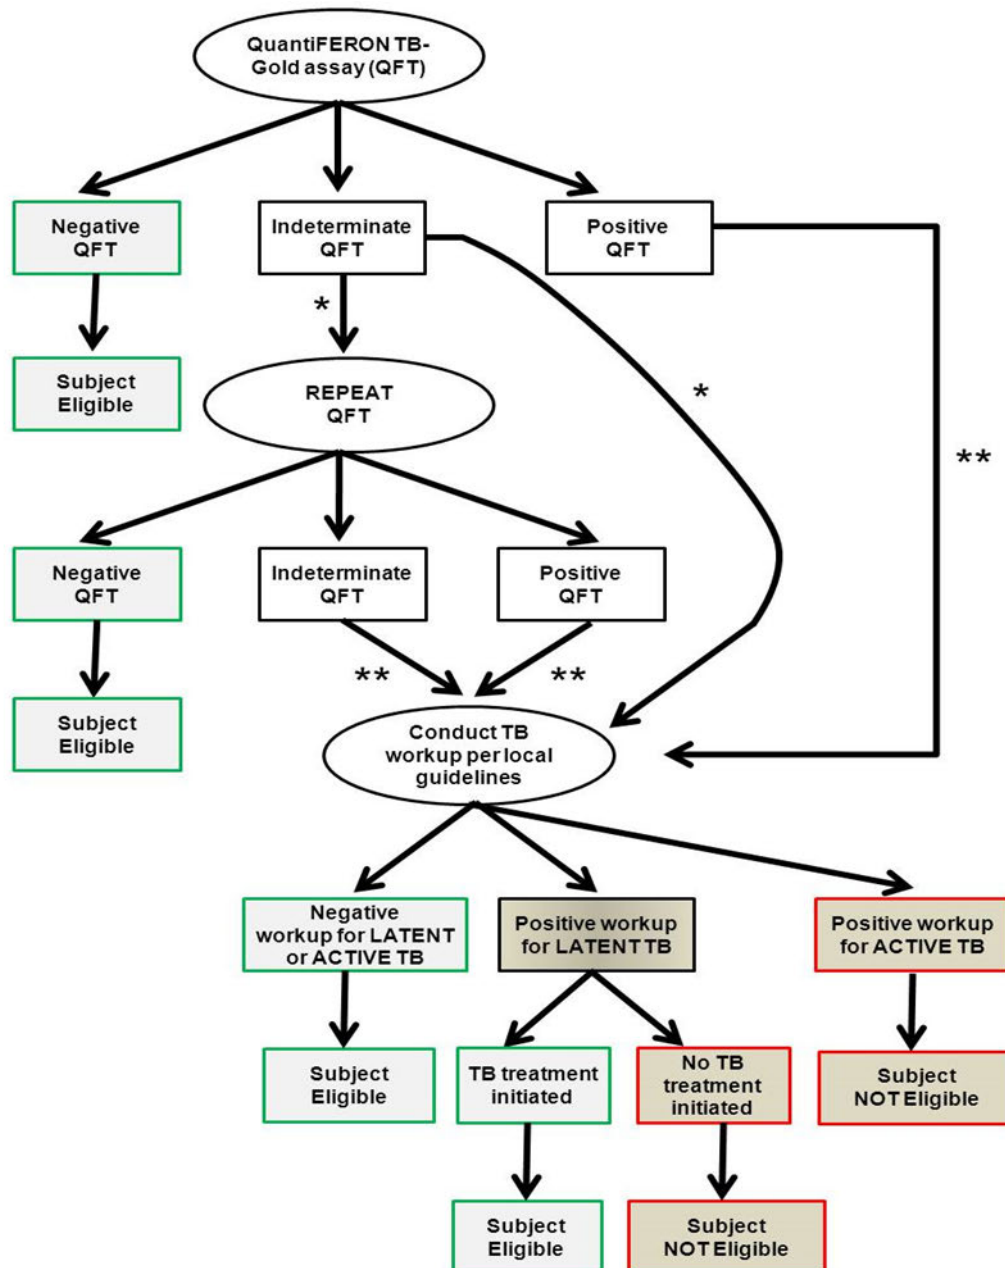 QuantiFERON TB-
Gold assay (QFT)
Negative
QFT
Indeterminate
QFT
Positive
QFT
*
Subject
Eligible
REPEAT
QFT
*
**
Negative
QFT
Indeterminate
QFT
Positive
QFT
**
**
Subject
Eligible
Conduct TB
workup per local
guidelines
Negative
workup for LATENT
or ACTIVE TB
Positive workup
for LATENT TB
Positive workup
for ACTIVE TB
Subject
Eligible
TB treatment
initiated
No TB
treatment
initiated
Subject
NOT Eligible
Subject
Eligible
Subject
NOT Eligible